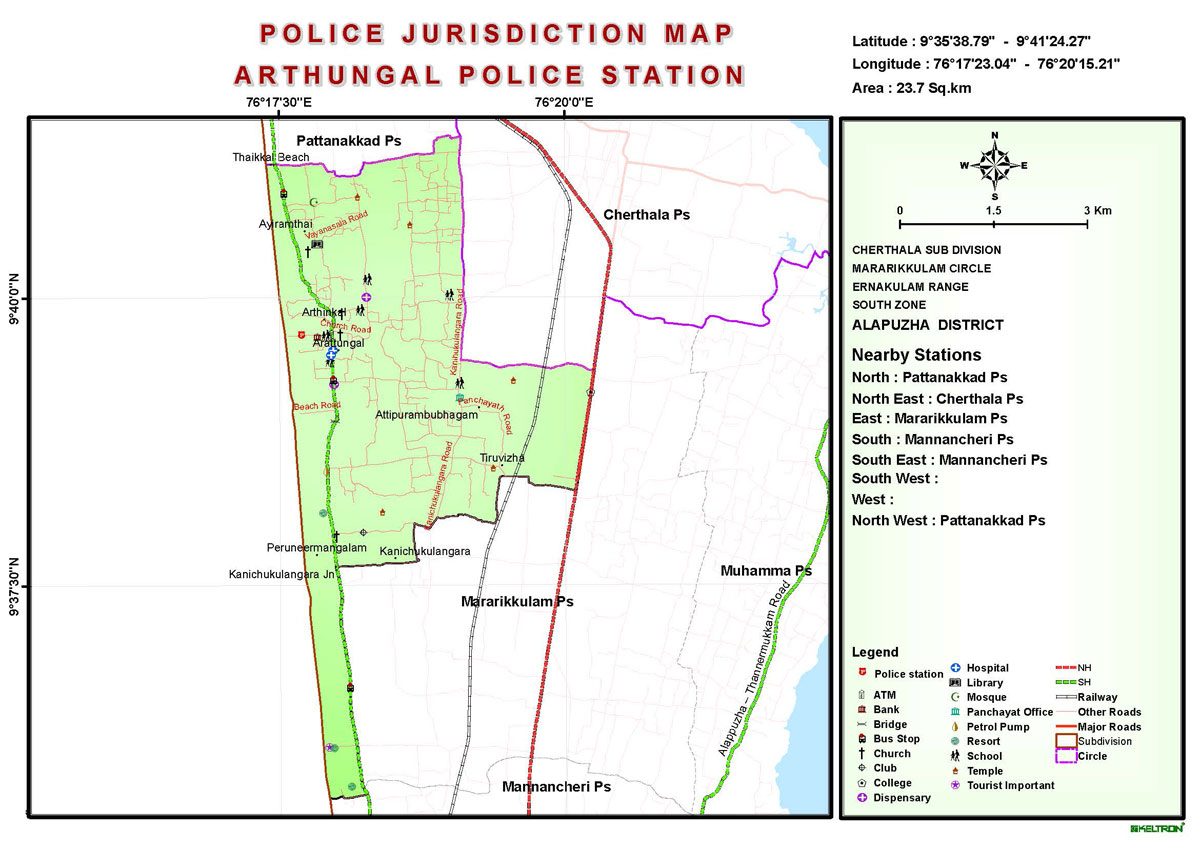 POLICE JURISDICTION MAP
ARTHUNGAL POLICE STATION
Latitude : 9°35'38.79" - 9°41'24.27"
Longitude : 76°17'23.04" - 76°20'15.21"
Area : 23.7 Sq.km
76°17'30"E
76°20'0"E
9°40'0"N
9°37'30"N
Pattanakkad Ps
Thaikkal Beach
Cherthala Ps
Ayiramthai
Vayanasala Road
Arthinkal
Church Road
Arattungal
Kanihukulangara Road
Beach Road
Panchayath Road
Attipurambubhagam
Tiruvizha
Kanichukulangara Road
Peruneermangalam
Kanichukulangara
Kanichukulangara Jn
Mararikkulam Ps
Muhamma Ps
Alappuzha – Thannermukkam Road
Mannancheri Ps
N
W E
S
0 1.5 3 Km
CHERTHALA SUB DIVISION
MARARIKKULAM CIRCLE
ERNAKULAM RANGE
SOUTH ZONE
ALAPUZHA DISTRICT
Nearby Stations
North : Pattanakkad Ps
North East : Cherthala Ps
East : Mararikkulam Ps
South : Mannancheri Ps
South East : Mannancheri Ps
South West :
West :
North West : Pattanakkad Ps
Legend
Police station
ATM
Bank
Bridge
Bus Stop
Church
Club
College
Dispensary
Hospital
Library
Mosque
Panchayat Office
Petrol Pump
Resort
School
Temple
Tourist Important
NH
SH
Railway
Other Roads
Major Roads
Subdivision
Circle
KELTRON